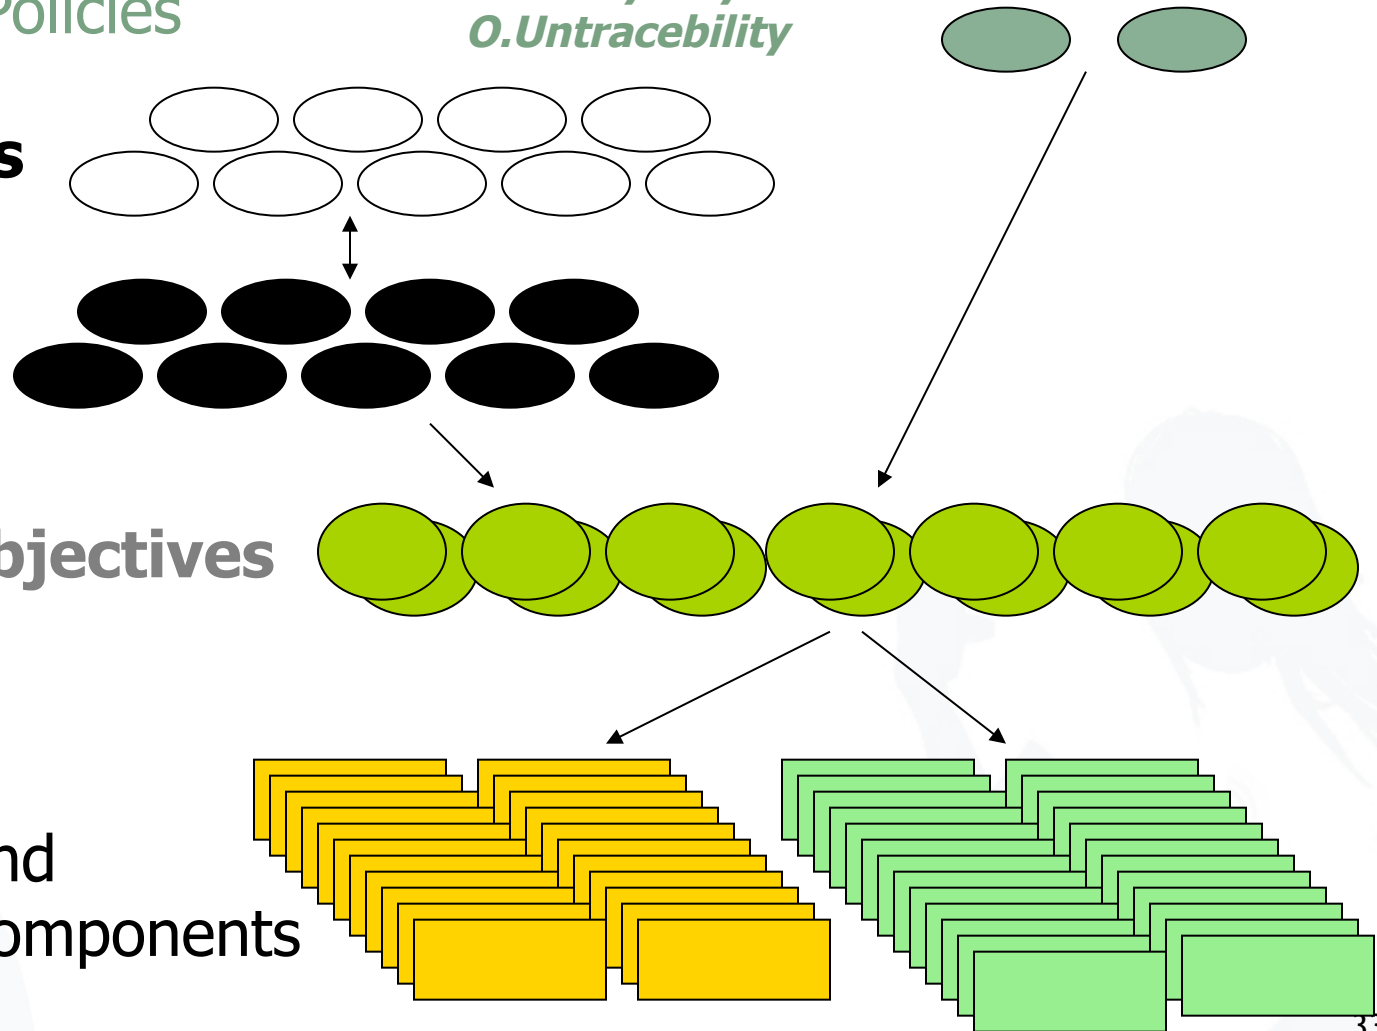 Policies
O.Untracebility
s
bjectives
nd
omponents